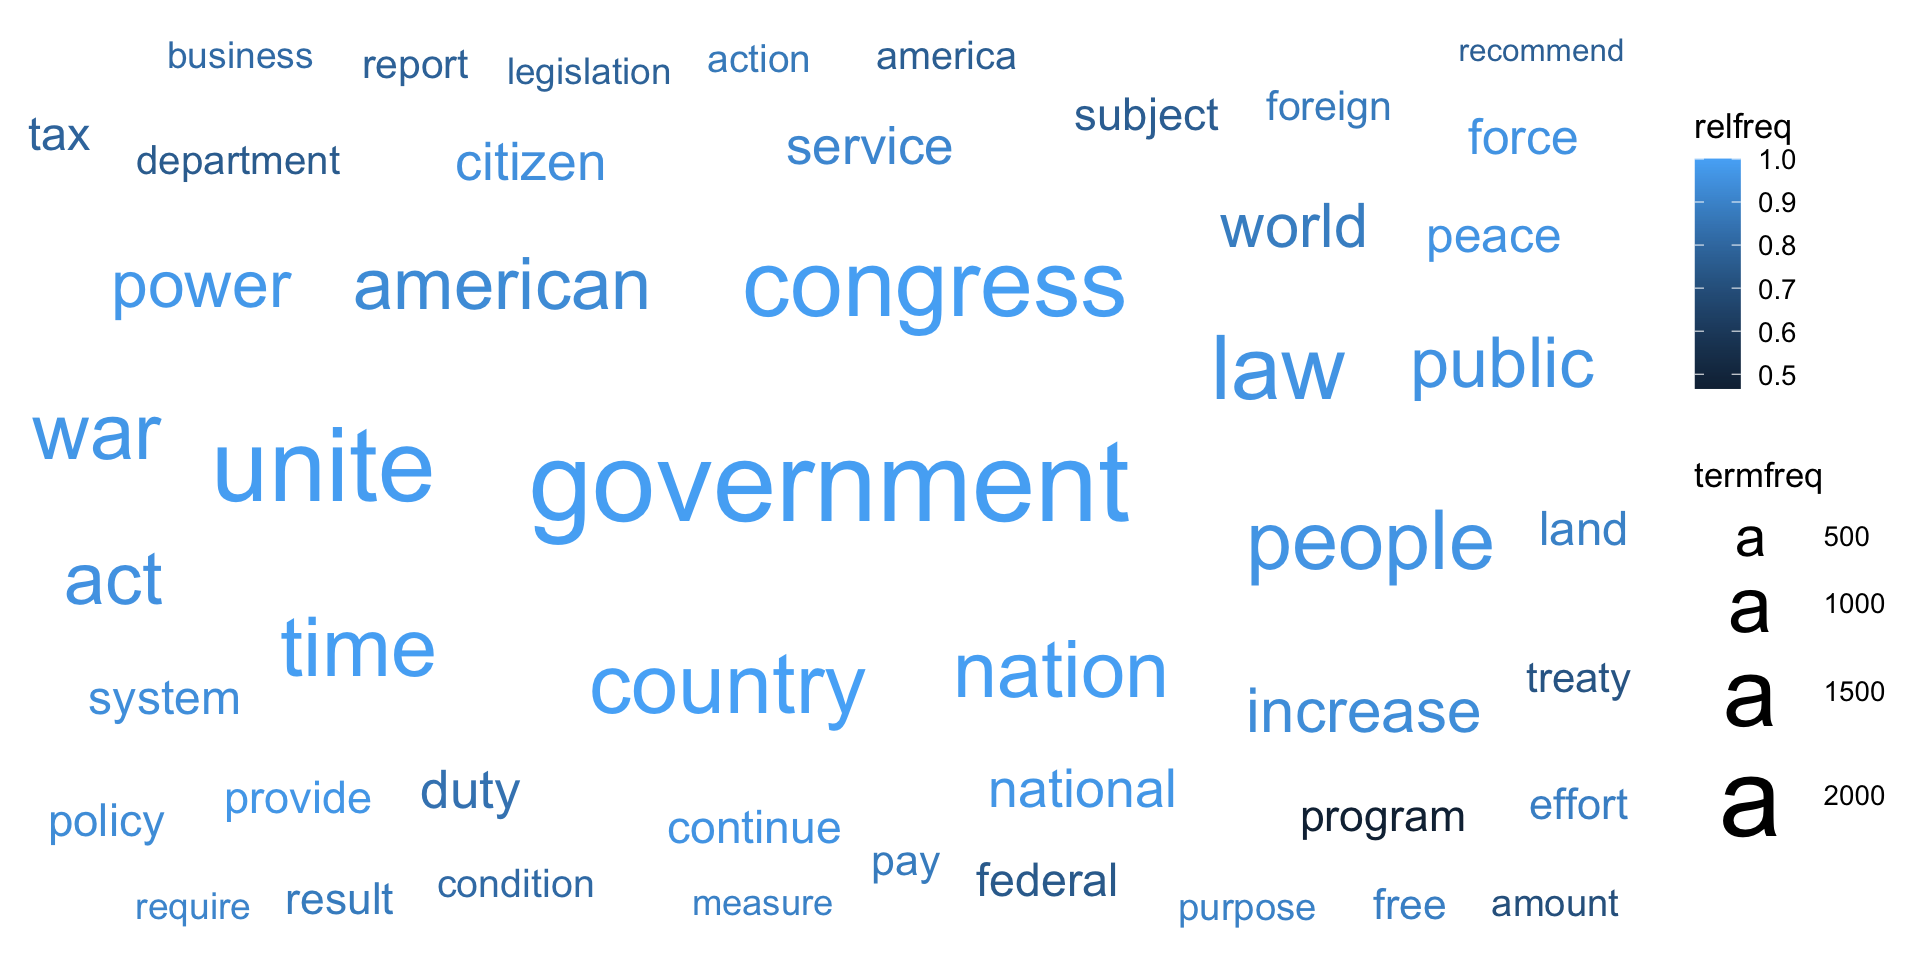 business report legislation action america recommend
tax department citizen service subject foreign force
power american congress world peace
law public
war unite government
people land
act
time country nation treaty
system increase
policy provide duty continue national program effort
require result condition measure pay federal purpose free amount
relfreq
1.0
0.9
0.8
0.7
0.6
0.5
termfreq
a 500
a 1000
a 1500
a 2000